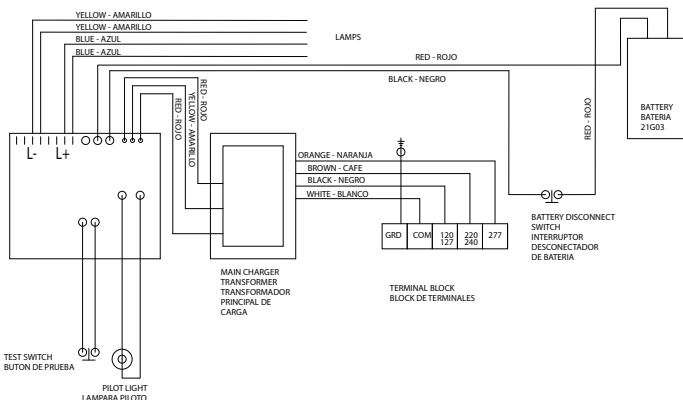 YELLOW - AMARILLO
YELLOW - AMARILLO
BLUE - AZUL
BLUE - AZUL
LAMPS
RED - ROJO
BLACK - NEGRO
RED - ROJO
YELLOW - AMARILLO
RED - ROJO
RED - ROJO
BATTERY
BATERIA
21G03
L-
L+
ORANGE - NARANJA
BROWN - CAFE
BLACK - NEGRO
WHITE - BLANCO
GRD
COM
120
127
220
240
277
BATTERY DISCONNECT
SWITCH
INTERRUPTOR
DESCONECTADOR
DE BATERIA
MAIN CHARGER
TRANSFORMER
TRANSFORMADOR
PRINCIPAL DE
CARGA
TERMINAL BLOCK
BLOCK DE TERMINALES
TEST SWITCH
BUTON DE PRUEBA
PILOT LIGHT
LAMPARA PILOTO